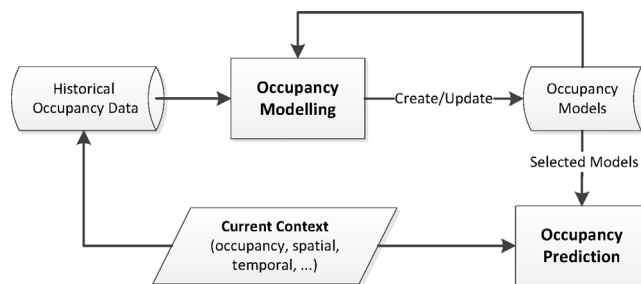 Historical
Occupancy Data
Occupancy
Modelling
Create/Update
Occupancy
Models
Selected Models
Current Context
(occupancy, spatial,
temporal, ...)
Occupancy
Prediction